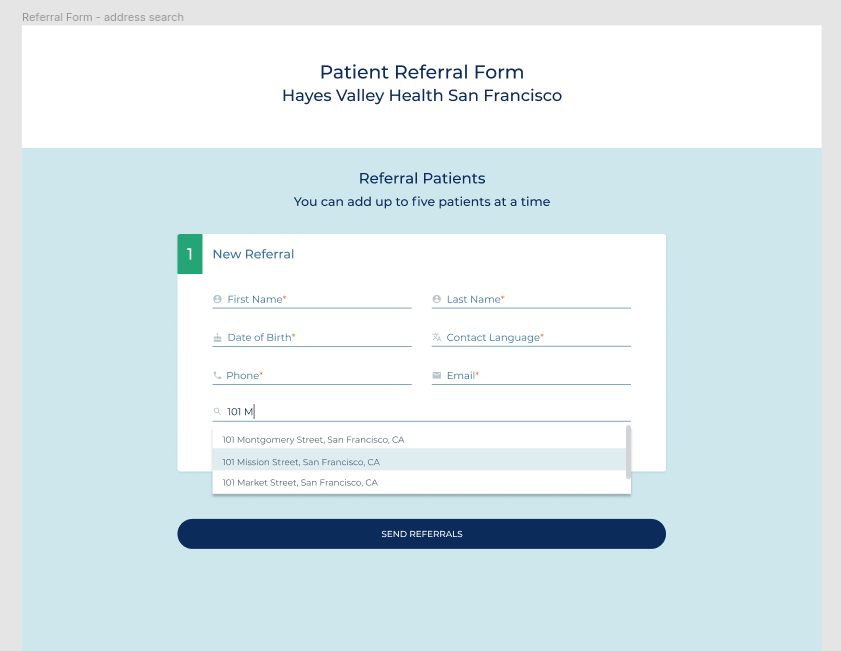 Referral Form - address search
Patient Referral Form
Hayes Valley Health San Francisco
Referral Patients
You can add up to five patients at a time
1 New Referral
First Name* Last Name*
Date of Birth* Contact Language*
Phone* Email*
101 M
101 Montgomery Street, San Francisco, CA
101 Mission Street, San Francisco, CA
101 Market Street, San Francisco, CA
SEND REFERRALS